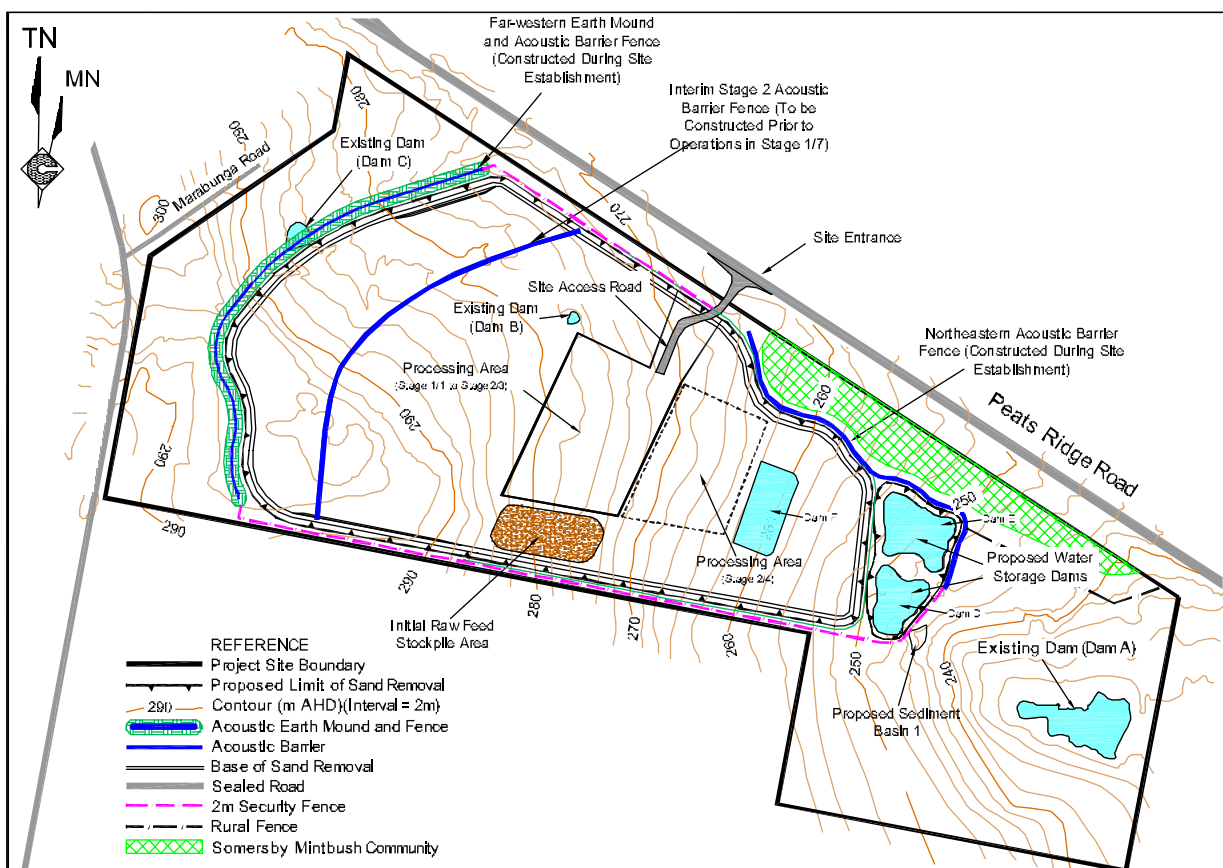 TN
MN
Far-western Earth Mound
and Acoustic Barrier Fence
(Constructed During Site
Establishment)
Interim Stage 2 Acoustic
Barrier Fence (To be
Constructed Prior to
Operations in Stage 1/7)
280
290
Existing Dam
(Dam C)
Marabunga Road
300
270
Site Entrance
Site Access Road
Existing Dam
(Dam B)
Northeastern Acoustic Barrier
Fence (Constructed During Site
Establishment)
Processing Area
(Stage 1/1 to Stage 2/3)
260
Peats Ridge Road
290
290
250
Dam E
Dam F
Proposed Water
Storage Dams
290
Processing Area
(Stage 2/4)
Dam D
290
280
270
260
250
240
Initial Raw Feed
Stockpile Area
Existing Dam (Dam A)
Proposed Sediment
Basin 1
REFERENCE
Project Site Boundary
Proposed Limit of Sand Removal
290
Contour (m AHD)(Interval = 2m)
Acoustic Earth Mound and Fence
Acoustic Barrier
Base of Sand Removal
Sealed Road
2m Security Fence
Rural Fence
Somersby Mintbush Community